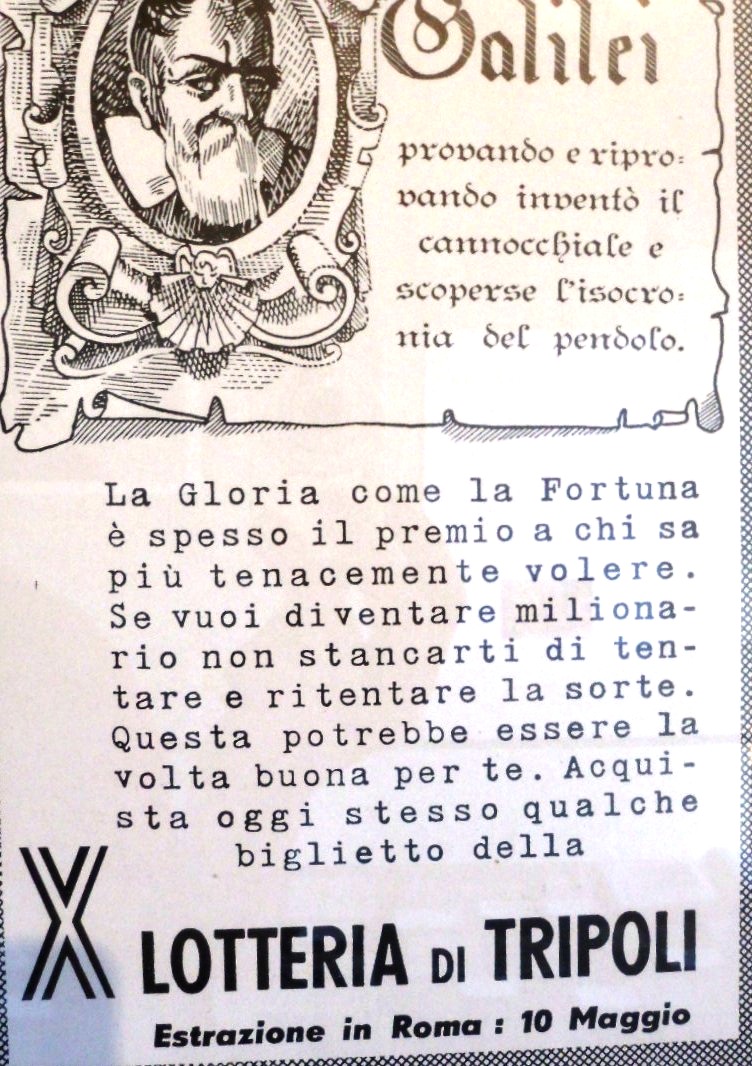 Galilei
provando e ripro=
vando inventò il
cannocchiale e
scoperse l'isocro=
nia del pendolo.
La Gloria come la Fortuna
è spesso il premio a chi sa
più tenacemente volere.
Se vuoi diventare miliona-
rio non stancarti di ten-
tare e ritentare la sorte.
Questa potrebbe essere la
volta buona per te. Acqui-
sta oggi stesso qualche
biglietto della
X LOTTERIA DI TRIPOLI
Estrazione in Roma : 10 Maggio